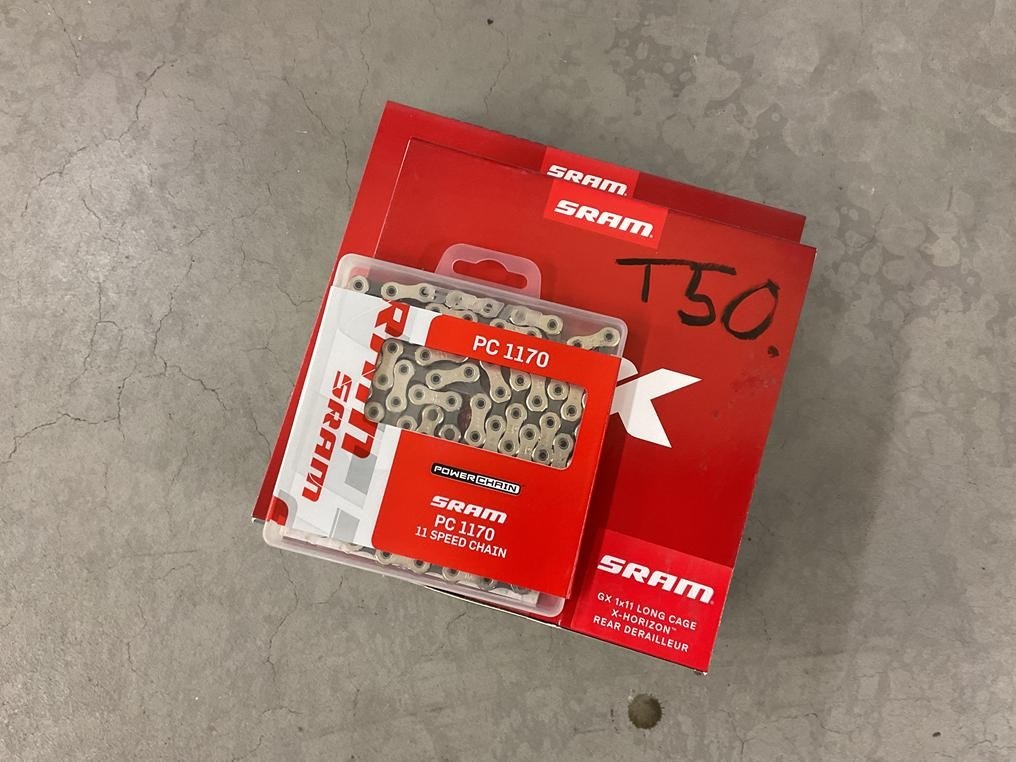 SRAM
SRAM
T50.
PC 1170
SRAM
POWERCHAIN
SRAM
PC 1170
11 SPEED CHAIN
X
SRAM
GX 1x11 LONG CAGE
X-HORIZON™
REAR DERAILLEUR